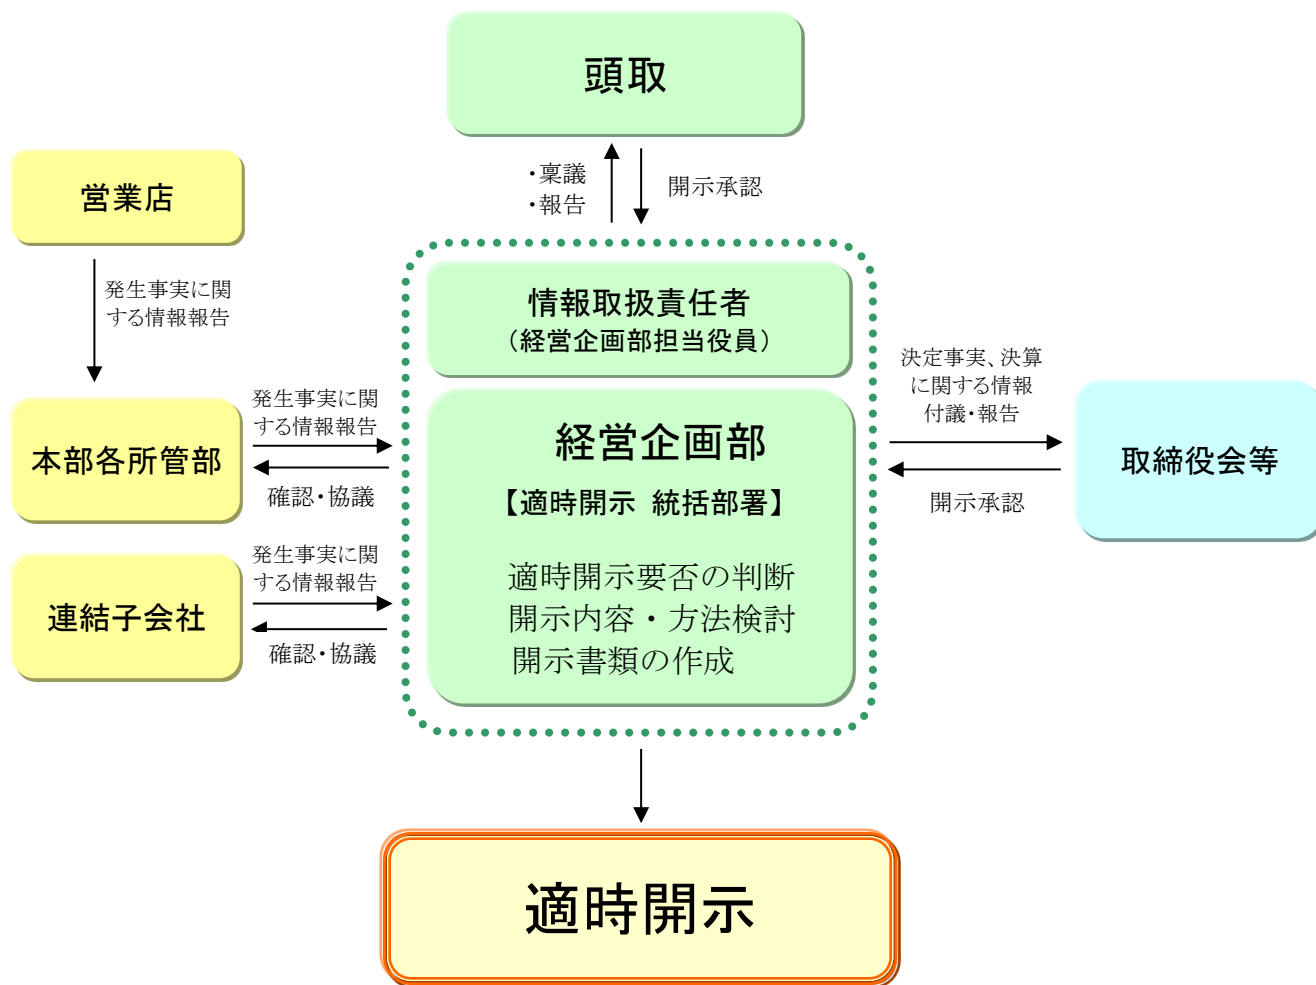 頭取
・稟議
・報告
開示承認
営業店
発生事実に関
する情報報告
情報取扱責任者
（経営企画部担当役員）
本部各所管部
発生事実に関
する情報報告
確認・協議
経営企画部
【適時開示 統括部署】
適時開示要否の判断
開示内容・方法検討
開示書類の作成
決定事実、決算
に関する情報
付議・報告
開示承認
取締役会等
連結子会社
発生事実に関
する情報報告
確認・協議
適時開示